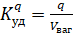 K^q_уд = q / V_ваг